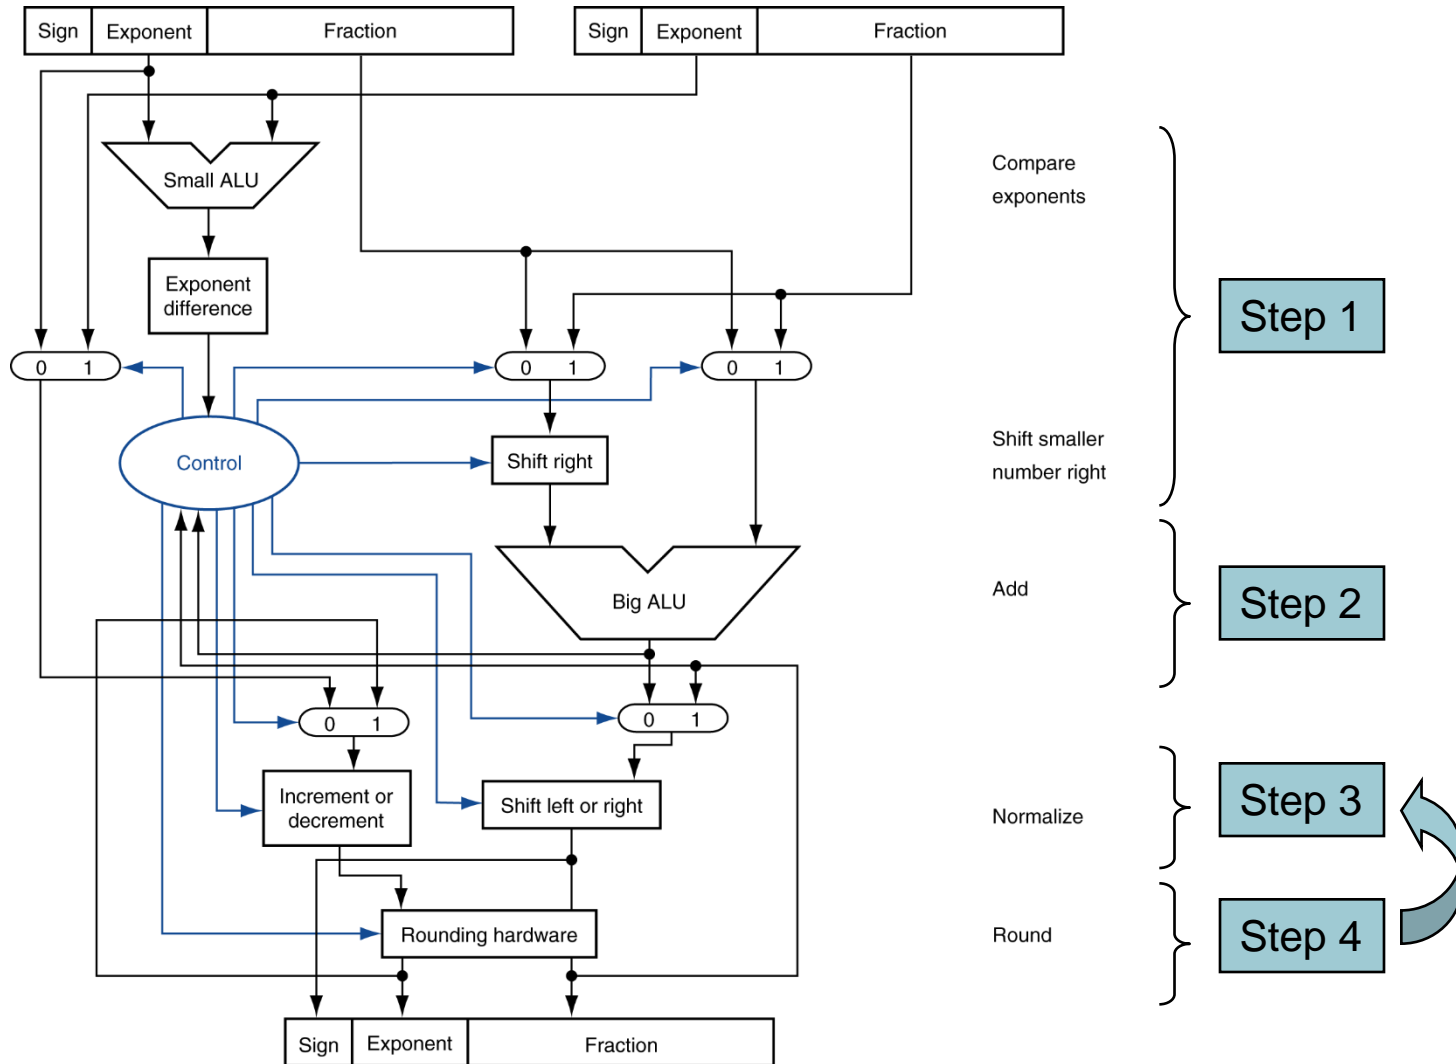 Sign Exponent Fraction
Sign Exponent Fraction
Small ALU
Compare
exponents
Exponent
difference
Step 1
0 1
0 1
0 1
Control
Shift right
Shift smaller
number right
Big ALU
Add
Step 2
0 1
0 1
Increment or
decrement
Shift left or right
Normalize
Step 3
Rounding hardware
Round
Step 4
Sign Exponent Fraction